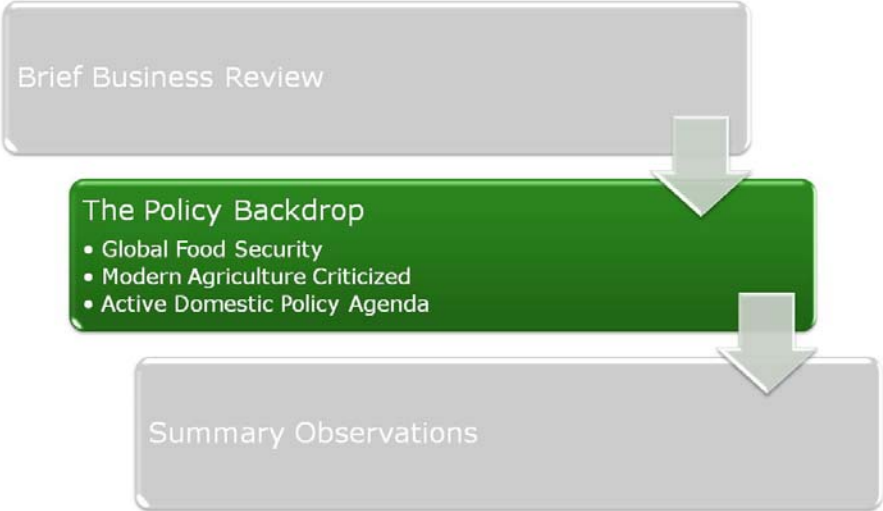 Brief Business Review
The Policy Backdrop
• Global Food Security
• Modern Agriculture Criticized
• Active Domestic Policy Agenda
Summary Observations